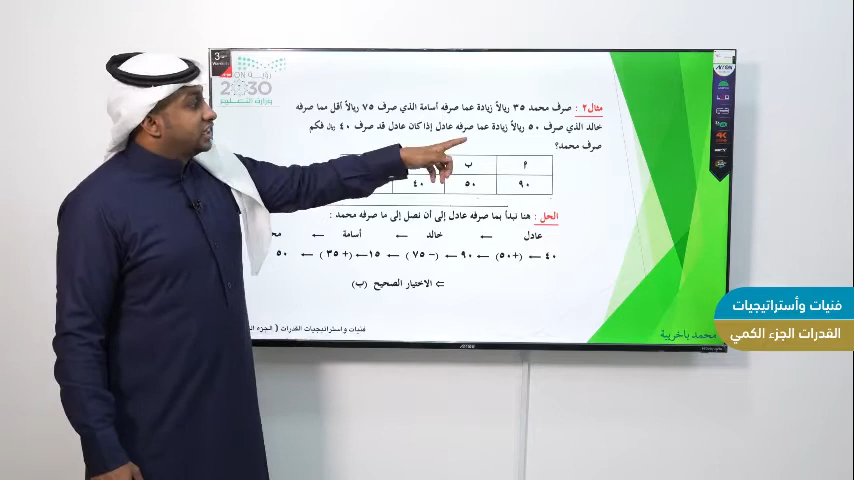 رؤية
2030
وزارة التعليم
مثال٢ : صرف محمد ٣٥ ريالاً زيادة عما صرفه أسامة الذي صرف ٧٥ ريالاً أقل مما صرفه
خالد الذي صرف ٥٠ ريالاً زيادة عما صرفه عادل إذا كان عادل قد صرف ٤٠ ريال فكم
صرف محمد؟
أ ب
٩٠ ٥٠ ٤٠
الحل : هنا نبدأ بما صرفه عادل إلى أن نصل إلى ما صرفه محمد :
عادل ← خالد ← أسامة ←
٤٠ ← (+٥٠) ← ٩٠ ← (− ٧٥) ← ١٥ ← (+ ٣٥) ← ٥٠
⇐ الاختيار الصحيح (ب)
فنيات واستراتيجيات القدرات ( الجزء
محمد باخريبة
فنيات وأستراتيجيات
القدرات الجزء الكمي